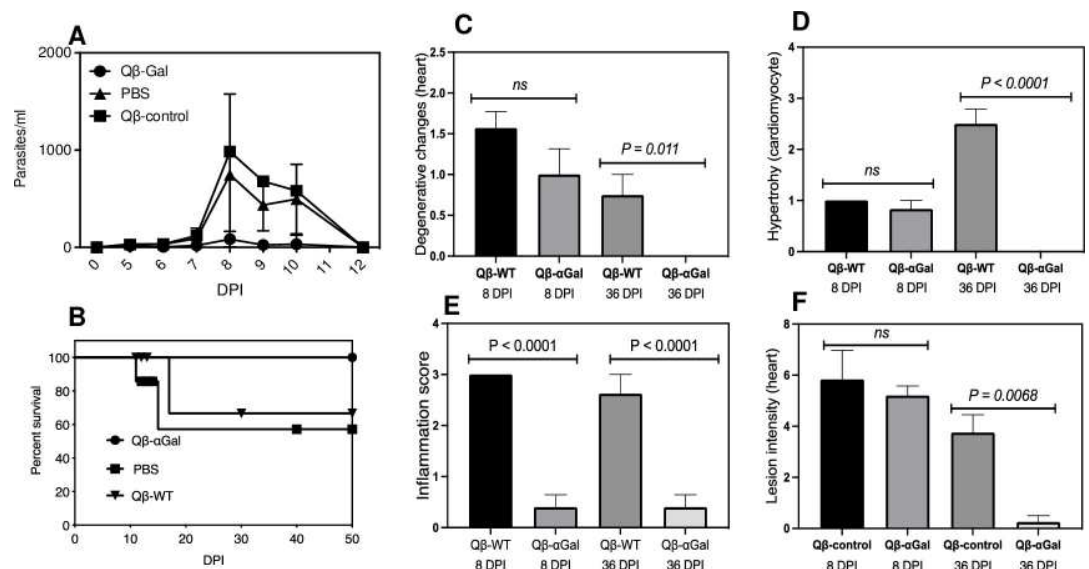 A
Parasites/ml
2000
1000
0
Qβ-Gal
PBS
Qβ-control
0 5 6 7 8 9 10 11 12
DPI
B
Percent survival
100
80
60
40
20
0
Qβ-αGal
PBS
Qβ-WT
0 10 20 30 40 50
DPI
C
Degenerative changes (heart)
2.5
2.0
1.5
1.0
0.5
0.0
ns
P = 0.011
Qβ-WT Qβ-αGal Qβ-WT Qβ-αGal
8 DPI 8 DPI 36 DPI 36 DPI
D
Hypertrohy (cardiomyocyte)
4
3
2
1
0
ns
P < 0.0001
Qβ-WT Qβ-αGal Qβ-WT Qβ-αGal
8 DPI 8 DPI 36 DPI 36 DPI
E
Inflammation score
4
3
2
1
0
P < 0.0001 P < 0.0001
Qβ-WT Qβ-αGal Qβ-WT Qβ-αGal
8 DPI 8 DPI 36 DPI 36 DPI
F
Lesion intensity (heart)
8
6
4
2
0
ns
P = 0.0068
Qβ-control Qβ-αGal Qβ-control Qβ-αGal
8 DPI 8 DPI 36 DPI 36 DPI